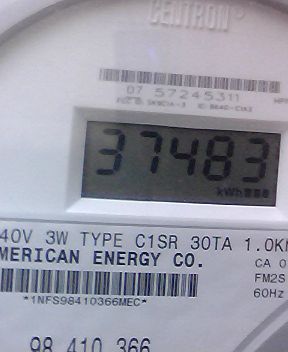 CENTRON®
07 57245311
37483
kWh
40V 3W TYPE C1SR 30TA 1.0K
MERICAN ENERGY CO.
CA 0
FM2S
*1NFS98410366MEC*
60Hz
98 410 366